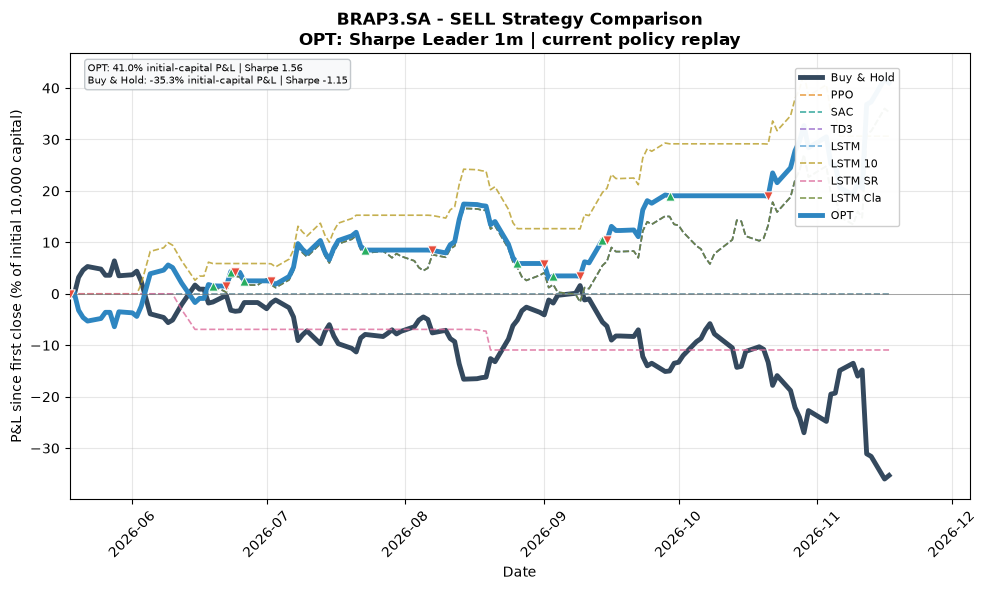 BRAP3.SA - SELL Strategy Comparison
OPT: Sharpe Leader 1m | current policy replay
OPT: 41.0% initial-capital P&L | Sharpe 1.56
Buy & Hold: -35.3% initial-capital P&L | Sharpe -1.15
Buy & Hold
PPO
SAC
TD3
LSTM
LSTM 10
LSTM SR
LSTM Cla
OPT
P&L since first close (% of initial 10,000 capital)
40
30
20
10
0
−10
−20
−30
2026-06
2026-07
2026-08
2026-09
2026-10
2026-11
2026-12
Date